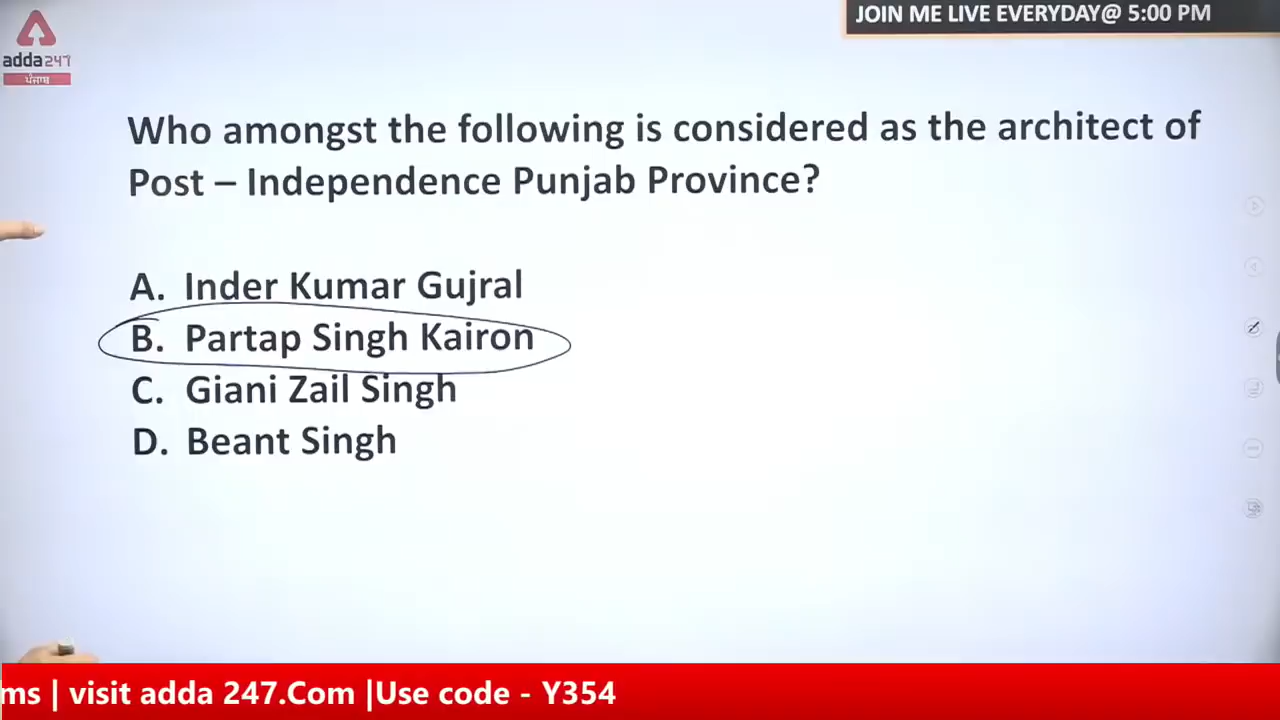 JOIN ME LIVE EVERYDAY@ 5:00 PM
adda247
ਪੰਜਾਬ
Who amongst the following is considered as the architect of
Post – Independence Punjab Province?
A. Inder Kumar Gujral
B. Partap Singh Kairon
C. Giani Zail Singh
D. Beant Singh
ms | visit adda 247.Com |Use code - Y354